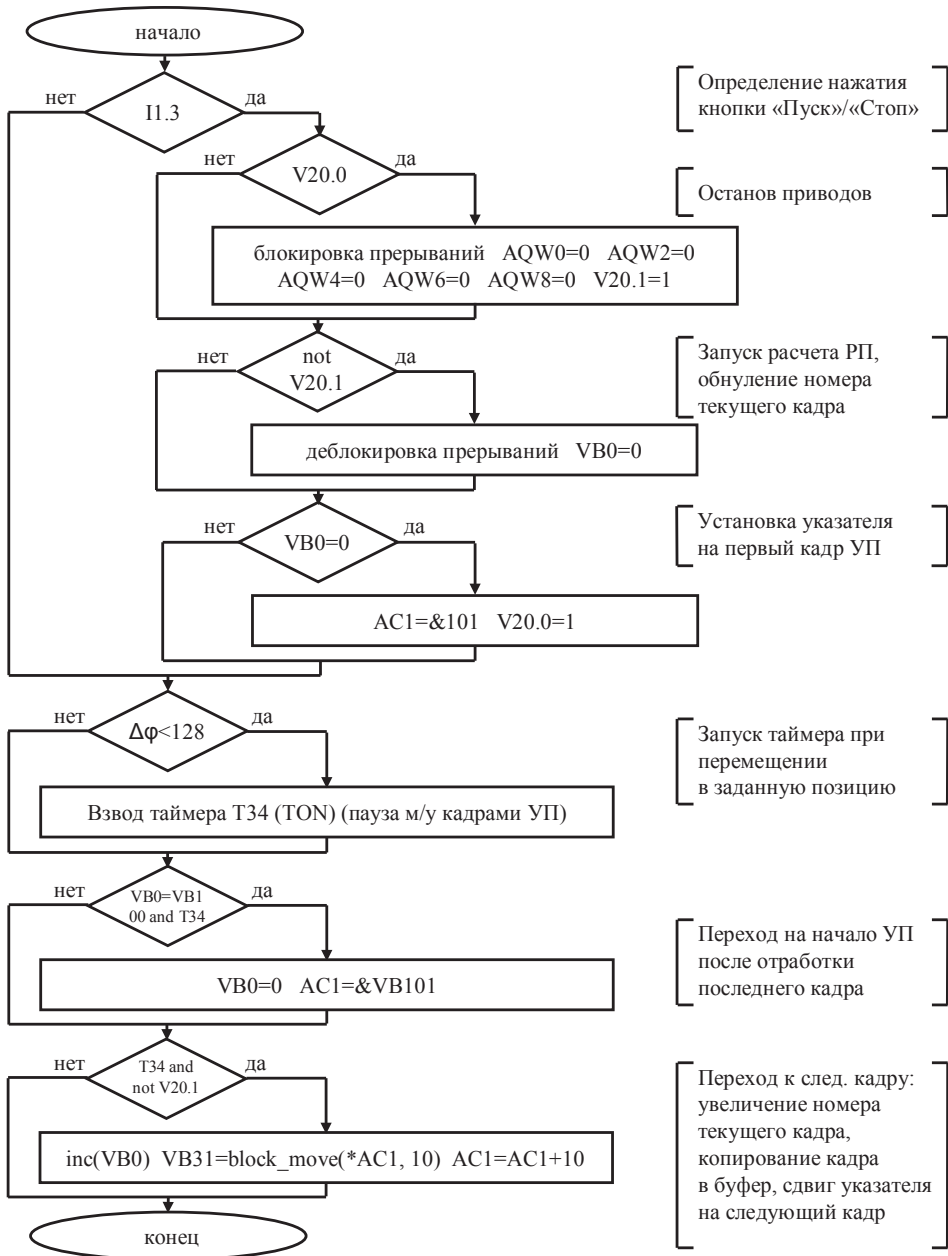 начало
нет
да
I1.3
Определение нажатия
кнопки «Пуск»/«Стоп»
нет
да
V20.0
Останов приводов
блокировка прерываний AQW0=0 AQW2=0
AQW4=0 AQW6=0 AQW8=0 V20.1=1
нет
not
V20.1
да
Запуск расчета РП,
обнуление номера
текущего кадра
деблокировка прерываний VB0=0
нет
да
VB0=0
Установка указателя
на первый кадр УП
AC1=&101 V20.0=1
нет
да
Δφ<128
Запуск таймера при
перемещении
в заданную позицию
Взвод таймера T34 (TON) (пауза м/у кадрами УП)
нет
VB0=VB1
00 and T34
да
Переход на начало УП
после отработки
последнего кадра
VB0=0 AC1=&VB101
нет
T34 and
not V20.1
да
Переход к след. кадру:
увеличение номера
текущего кадра,
копирование кадра
в буфер, сдвиг указателя
на следующий кадр
inc(VB0) VB31=block_move(*AC1, 10) AC1=AC1+10
конец